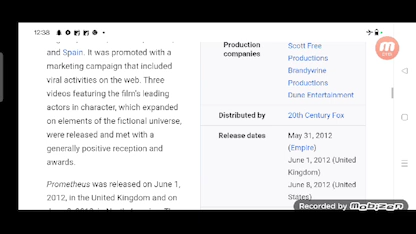 12:38
and Spain. It was promoted with a
marketing campaign that included
viral activities on the web. Three
videos featuring the film's leading
actors in character, which expanded
on elements of the fictional universe,
were released and met with a
generally positive reception and
awards.
Prometheus was released on June 1,
2012, in the United Kingdom and on
Production
companies
Scott Free
Productions
Brandywine
Productions
Dune Entertainment
Distributed by
20th Century Fox
Release dates
May 31, 2012
(Empire)
June 1, 2012 (United
Kingdom)
June 8, 2012 (United
States)
Recorded by mobizen